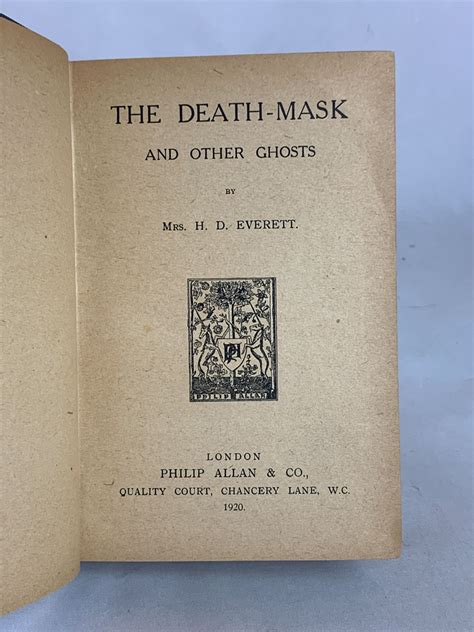 THE DEATH-MASK
AND OTHER GHOSTS
BY
MRS. H. D. EVERETT.
PHILIP ALLAN
LONDON
PHILIP ALLAN & CO.,
QUALITY COURT, CHANCERY LANE, W.C.
1920.